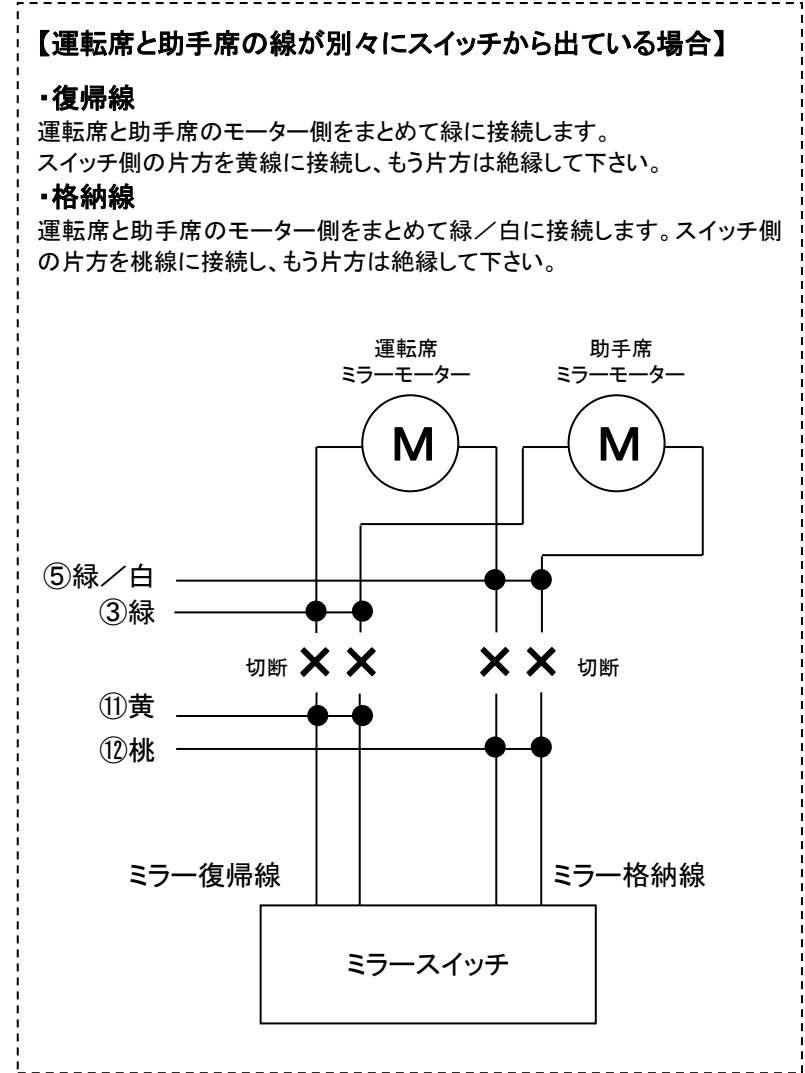 【運転席と助手席の線が別々にスイッチから出ている場合】
・復帰線
運転席と助手席のモーター側をまとめて緑に接続します。
スイッチ側の片方を黄線に接続し、もう片方は絶縁して下さい。
・格納線
運転席と助手席のモーター側をまとめて緑／白に接続します。スイッチ側
の片方を桃線に接続し、もう片方は絶縁して下さい。
運転席
ミラーモーター
助手席
ミラーモーター
M
M
⑤緑／白
③緑
切断
切断
⑪黄
⑫桃
ミラー復帰線
ミラー格納線
ミラースイッチ